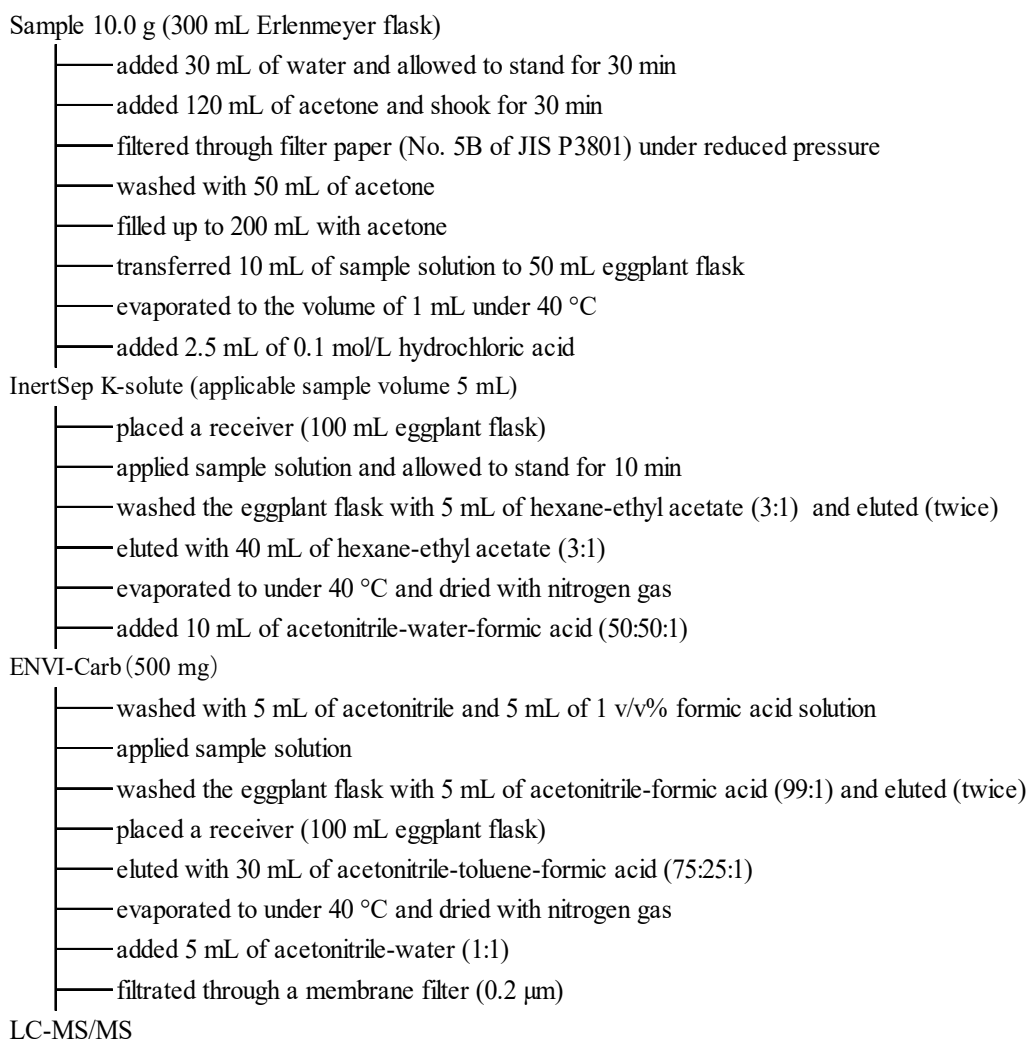 Sample 10.0 g (300 mL Erlenmeyer flask)
added 30 mL of water and allowed to stand for 30 min
added 120 mL of acetone and shook for 30 min
filtered through filter paper (No. 5B of JIS P3801) under reduced pressure
washed with 50 mL of acetone
filled up to 200 mL with acetone
transferred 10 mL of sample solution to 50 mL eggplant flask
evaporated to the volume of 1 mL under 40 °C
added 2.5 mL of 0.1 mol/L hydrochloric acid
InertSep K-solute (applicable sample volume 5 mL)
placed a receiver (100 mL eggplant flask)
applied sample solution and allowed to stand for 10 min
washed the eggplant flask with 5 mL of hexane-ethyl acetate (3:1) and eluted (twice)
eluted with 40 mL of hexane-ethyl acetate (3:1)
evaporated to under 40 °C and dried with nitrogen gas
added 10 mL of acetonitrile-water-formic acid (50:50:1)
ENVI-Carb（500 mg）
washed with 5 mL of acetonitrile and 5 mL of 1 v/v% formic acid solution
applied sample solution
washed the eggplant flask with 5 mL of acetonitrile-formic acid (99:1) and eluted (twice)
placed a receiver (100 mL eggplant flask)
eluted with 30 mL of acetonitrile-toluene-formic acid (75:25:1)
evaporated to under 40 °C and dried with nitrogen gas
added 5 mL of acetonitrile-water (1:1)
filtrated through a membrane filter (0.2 μm)
LC-MS/MS